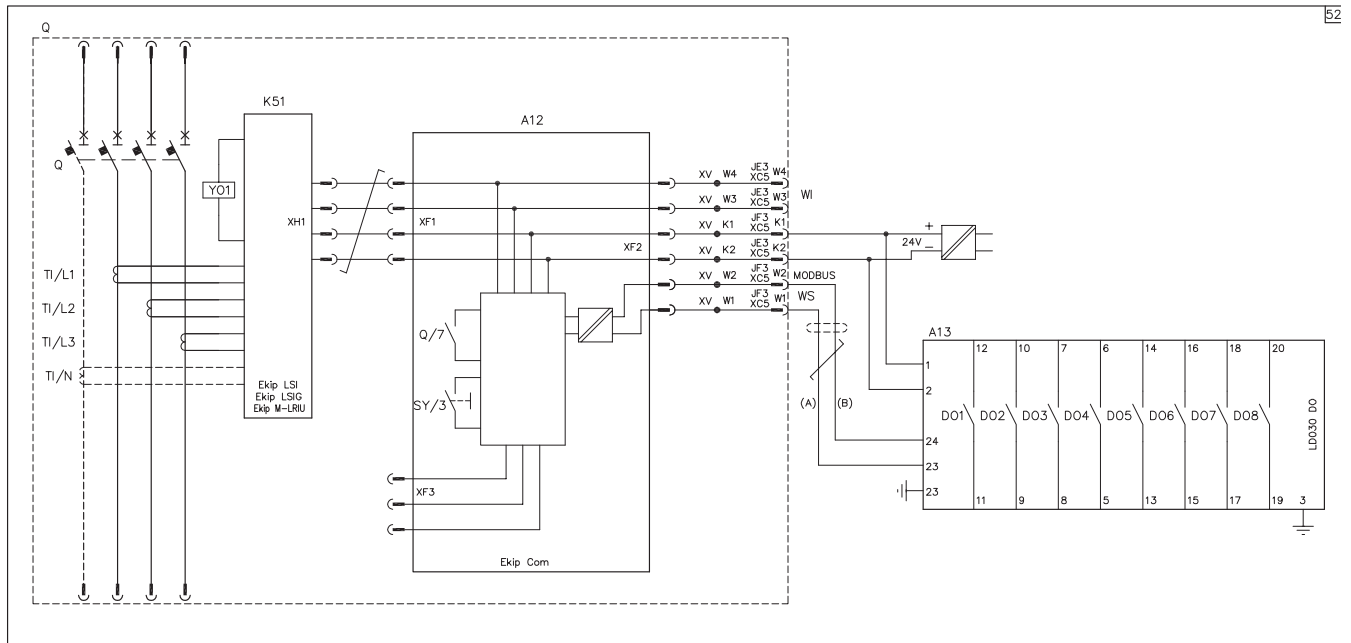 52
Q
K51
A12
Q
Y01
XH1
XF1
XF2
XV W4 JE3 XC5 W4
XV W3 JE3 XC5 W3
WI
XV K1 JF3 XC5 K1
XV K2 JE3 XC5 K2
XV W2 JF3 XC5 W2 MODBUS
XV W1 JF3 XC5 W1 WS
+
24V
−
TI/L1
TI/L2
TI/L3
TI/N
Ekip LSI
Ekip LSIG
Ekip M-LRIU
Q/7
SY/3
XF3
Ekip Com
(A) (B)
A13
12 10 7 6 14 16 18 20
1
2
DO1 DO2 DO3 DO4 DO5 DO6 DO7 DO8
24
23
23
11 9 8 5 13 15 17 19 3
LD030 DO